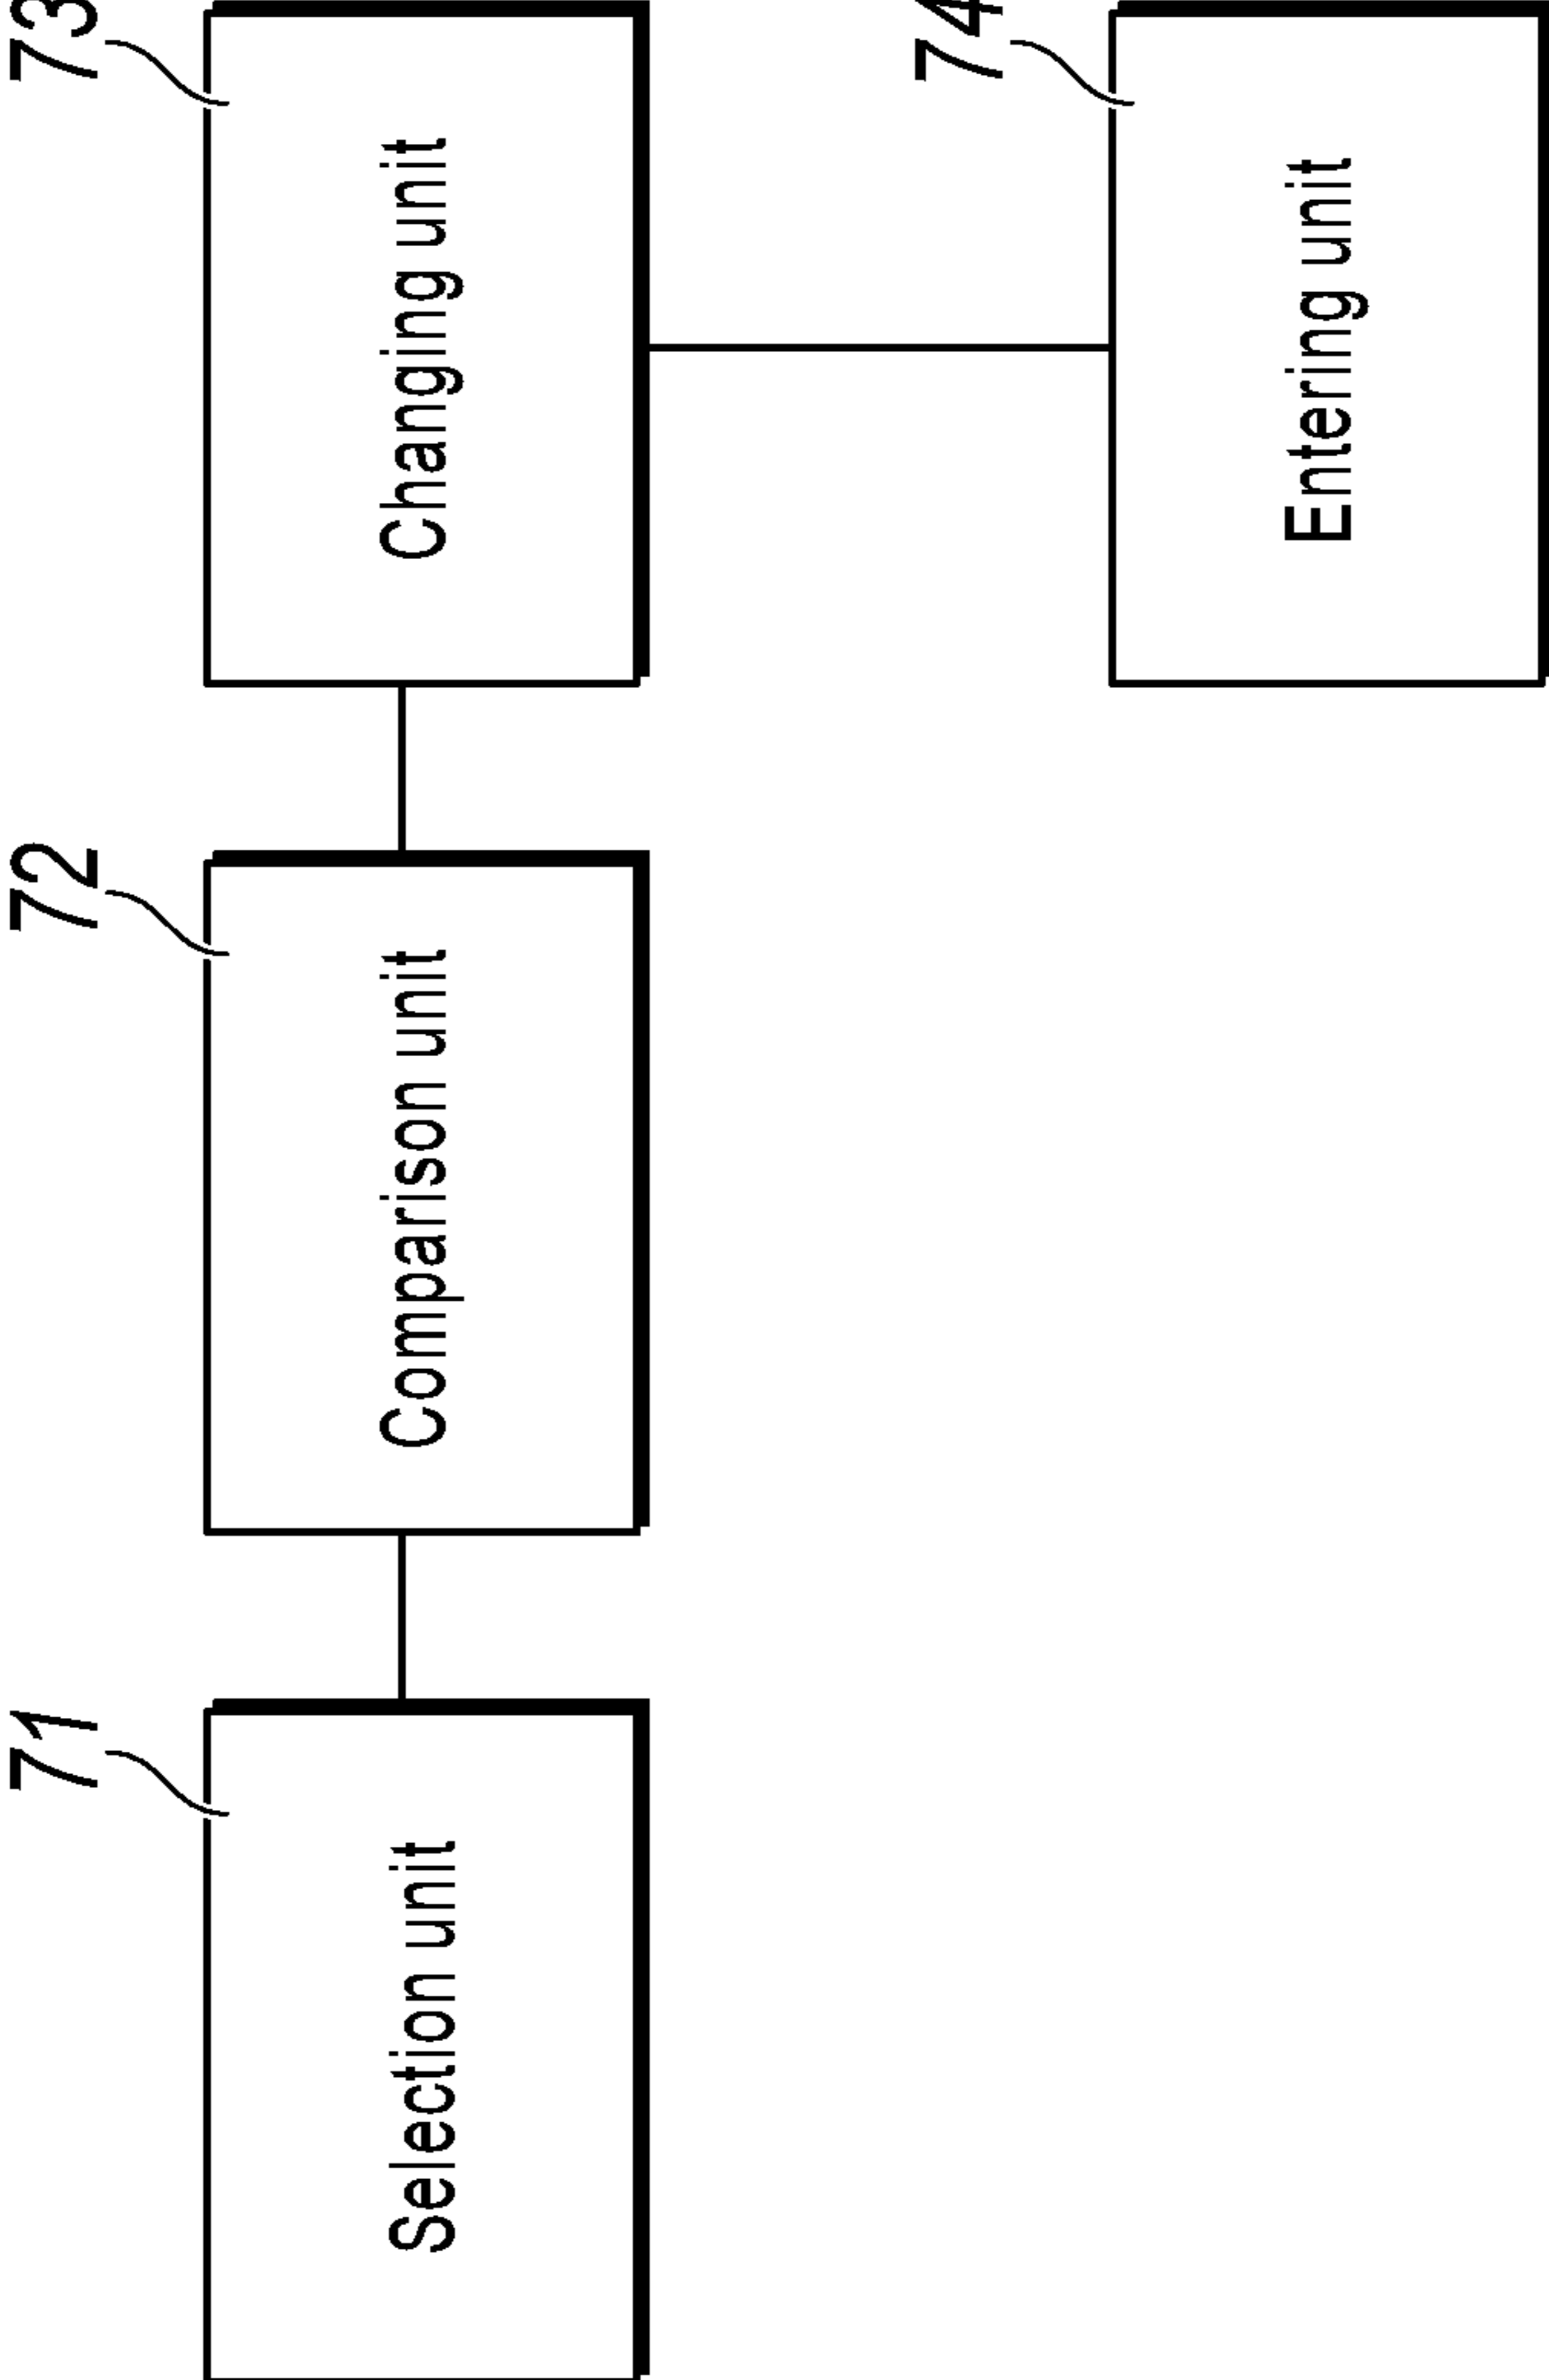 71
Selection unit
72
Comparison unit
73
Changing unit
74
Entering unit